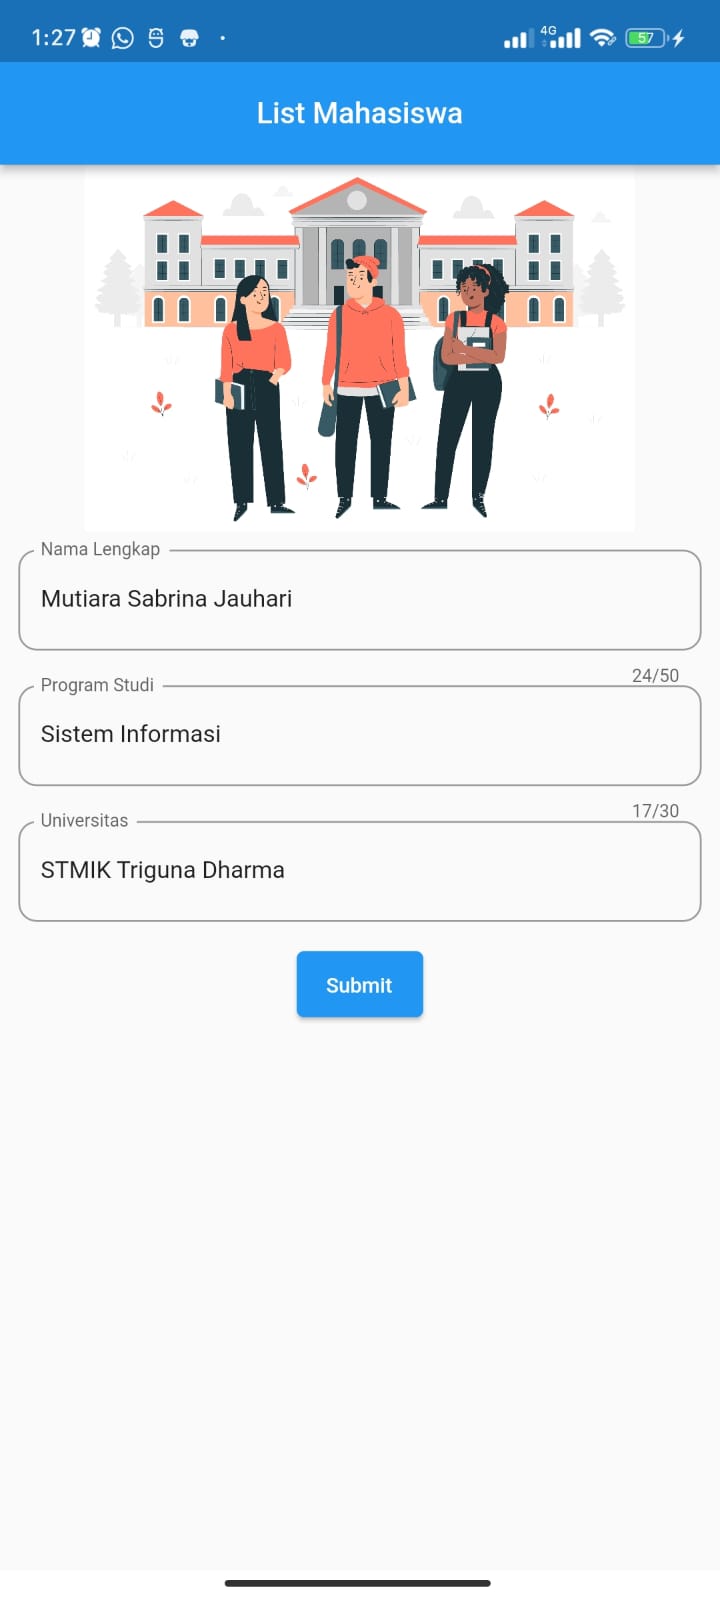 1:27
4G
57
List Mahasiswa
Nama Lengkap
Mutiara Sabrina Jauhari
24/50
Program Studi
Sistem Informasi
17/30
Universitas
STMIK Triguna Dharma
Submit